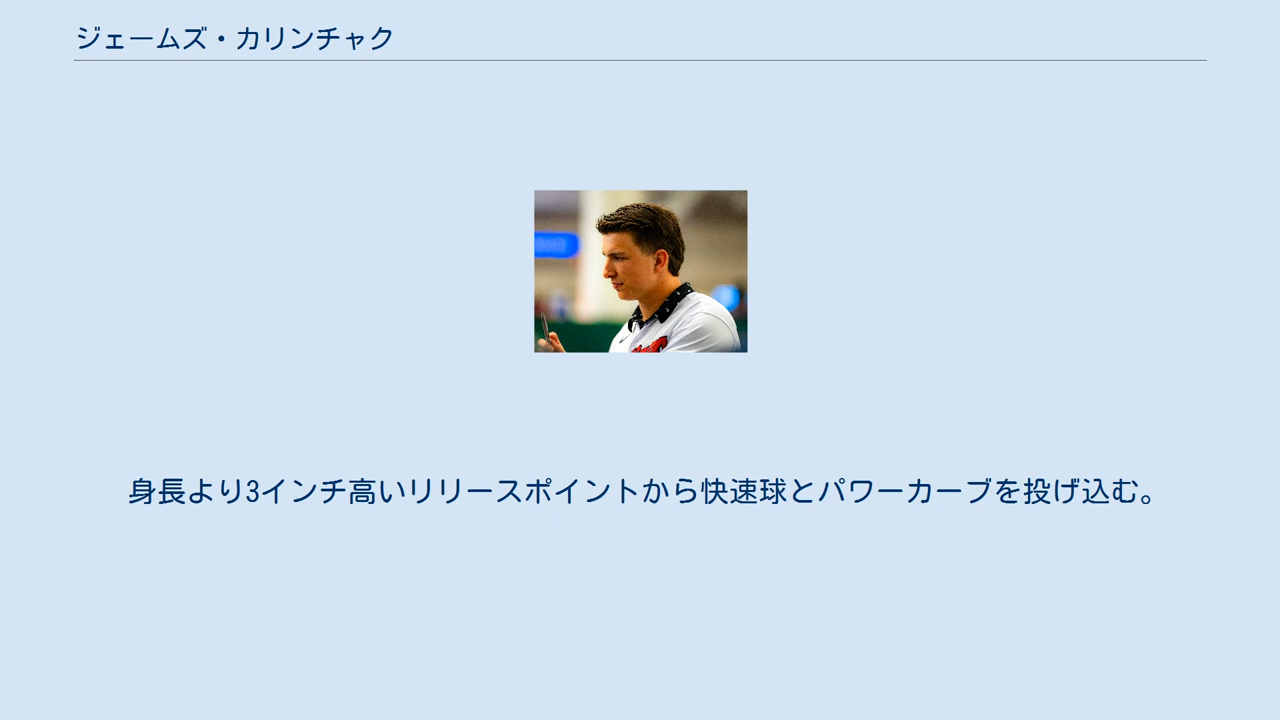 ジェームズ・カリンチャク
身長より3インチ高いリリースポイントから快速球とパワーカーブを投げ込む。